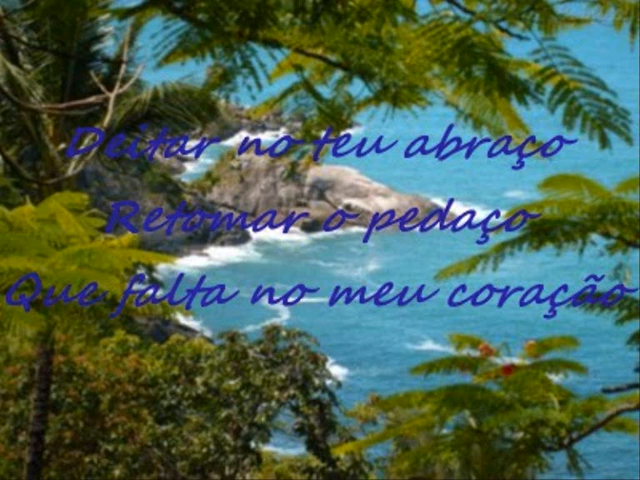 Deitar no teu abraço
Retomar o pedaço
Que falta no meu coração